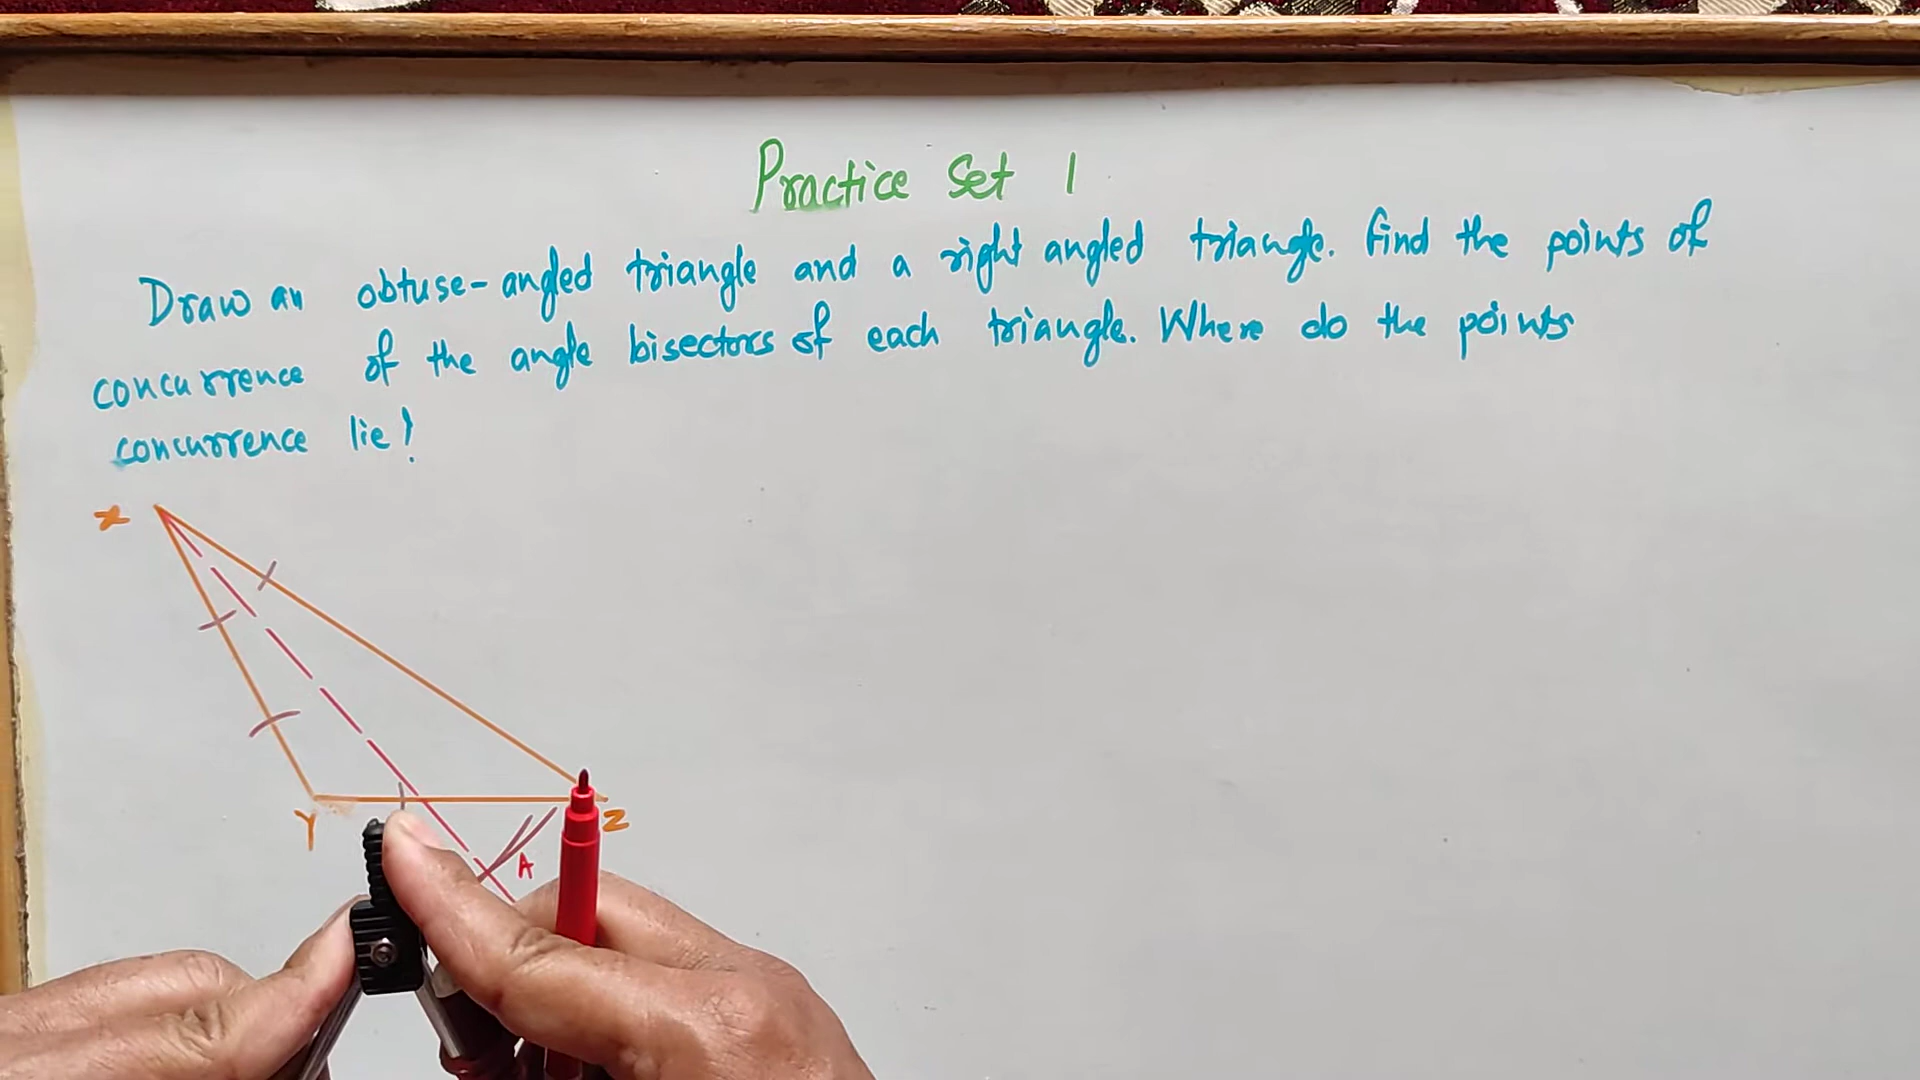 Practice Set 1
Draw an obtuse-angled triangle and a right angled triangle. Find the points of
concurrence of the angle bisectors of each triangle. Where do the points
concurrence lie?
X
Y
Z
A